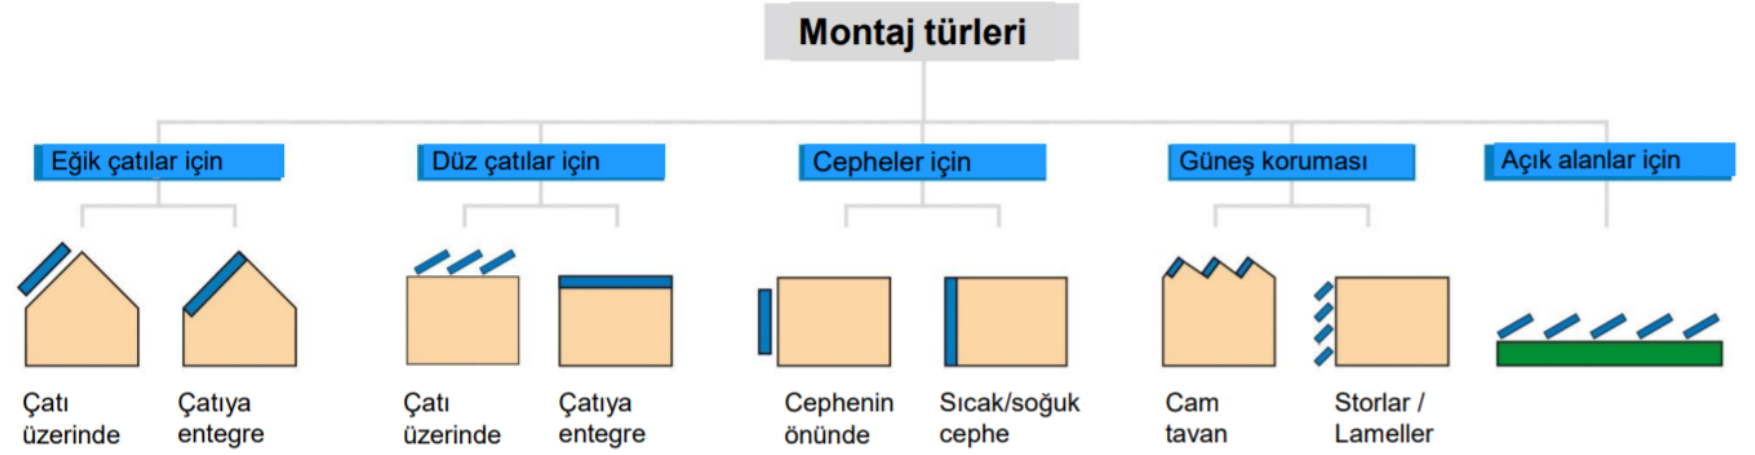 Montaj türleri
Eğik çatılar için
Düz çatılar için
Cepheler için
Güneş koruması
Açık alanlar için
Çatı
üzerinde
Çatıya
entegre
Çatı
üzerinde
Çatıya
entegre
Cephenin
önünde
Sıcak/soğuk
cephe
Cam
tavan
Storlar /
Lameller